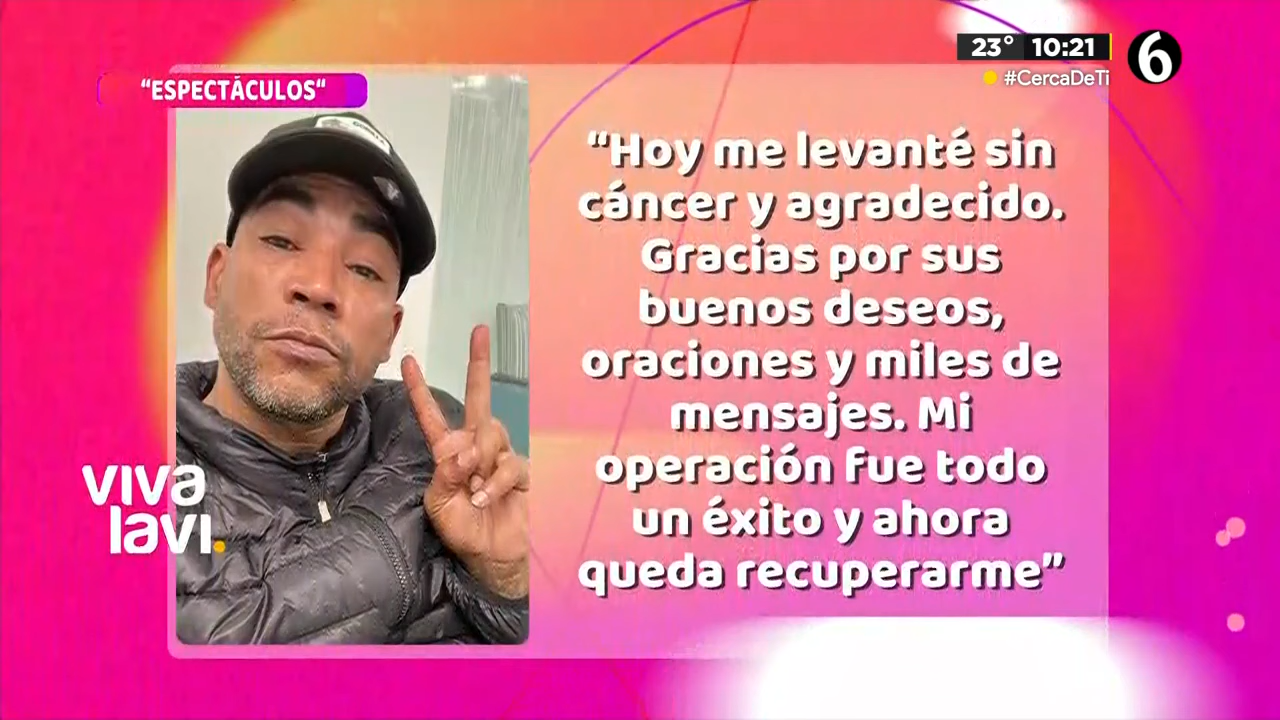 23° 10:21
6
#CercaDeTi
“ESPECTÁCULOS“
“Hoy me levanté sin
cáncer y agradecido.
Gracias por sus
buenos deseos,
oraciones y miles de
mensajes. Mi
operación fue todo
un éxito y ahora
queda recuperarme”
VIVa
laVI.